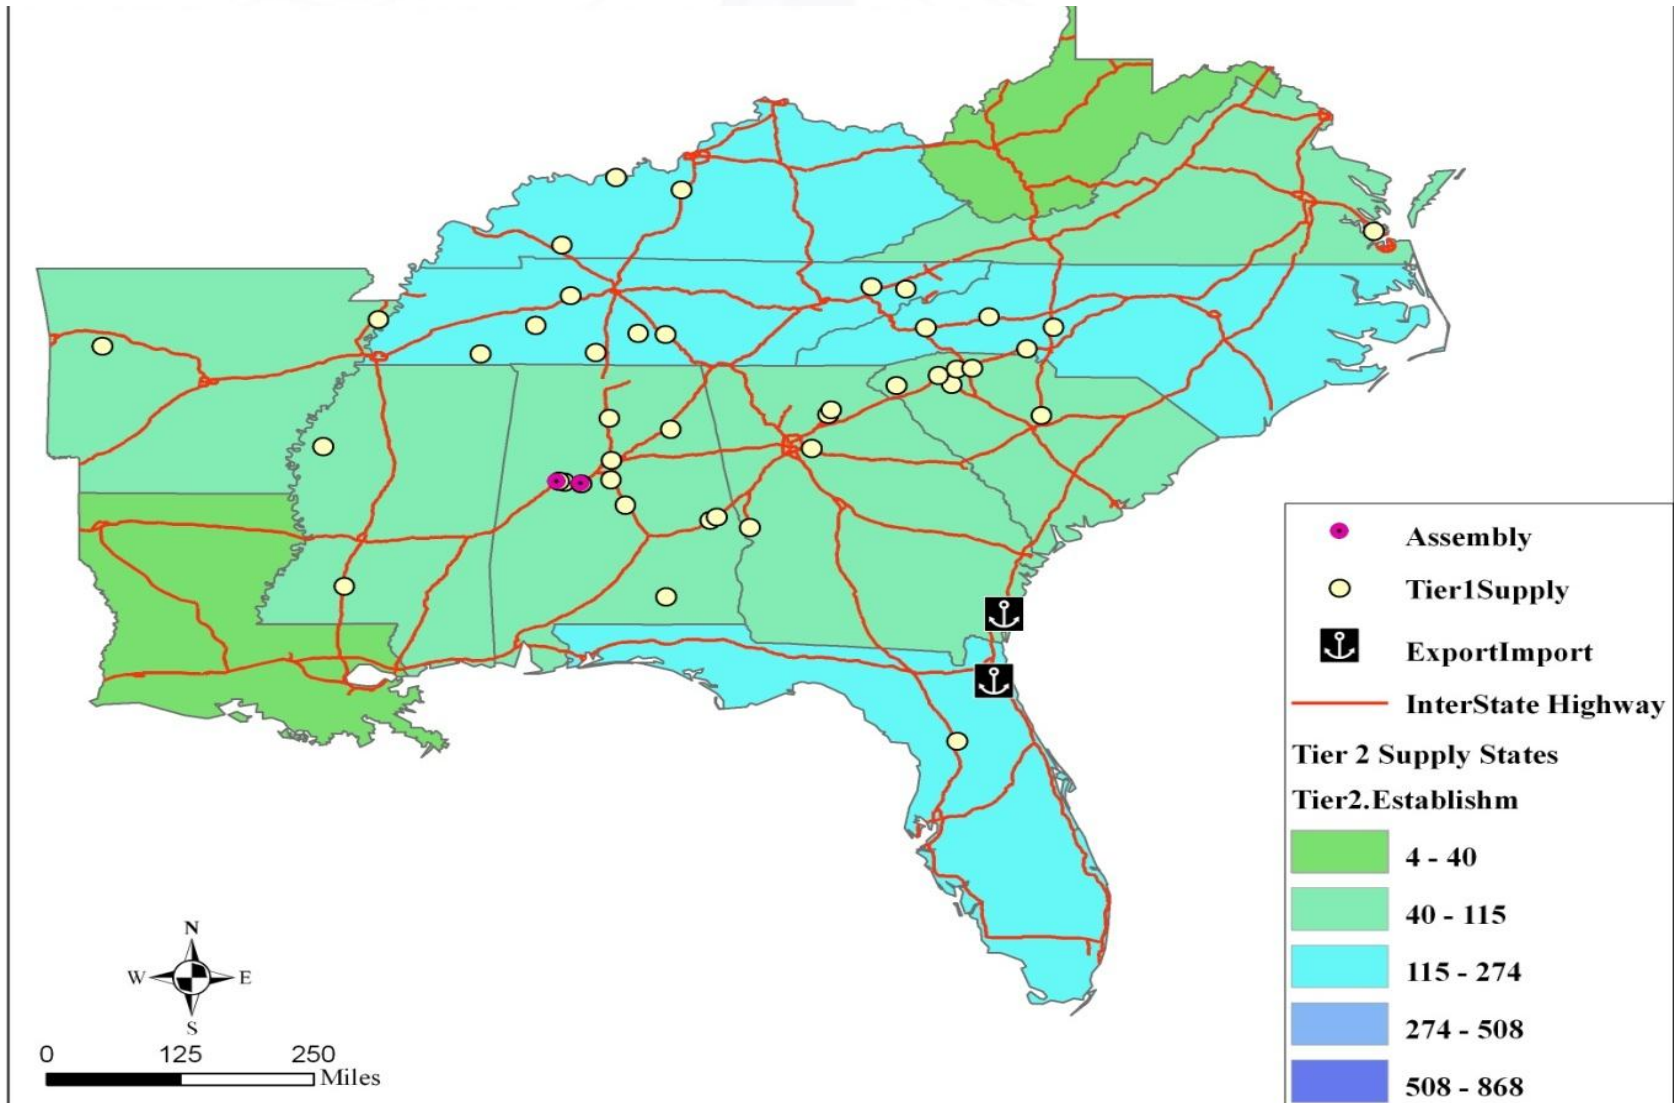 Assembly
Tier1Supply
ExportImport
InterState Highway
Tier 2 Supply States
Tier2.Establishm
4 - 40
40 - 115
115 - 274
274 - 508
508 - 868
N
W E
S
0 125 250
Miles